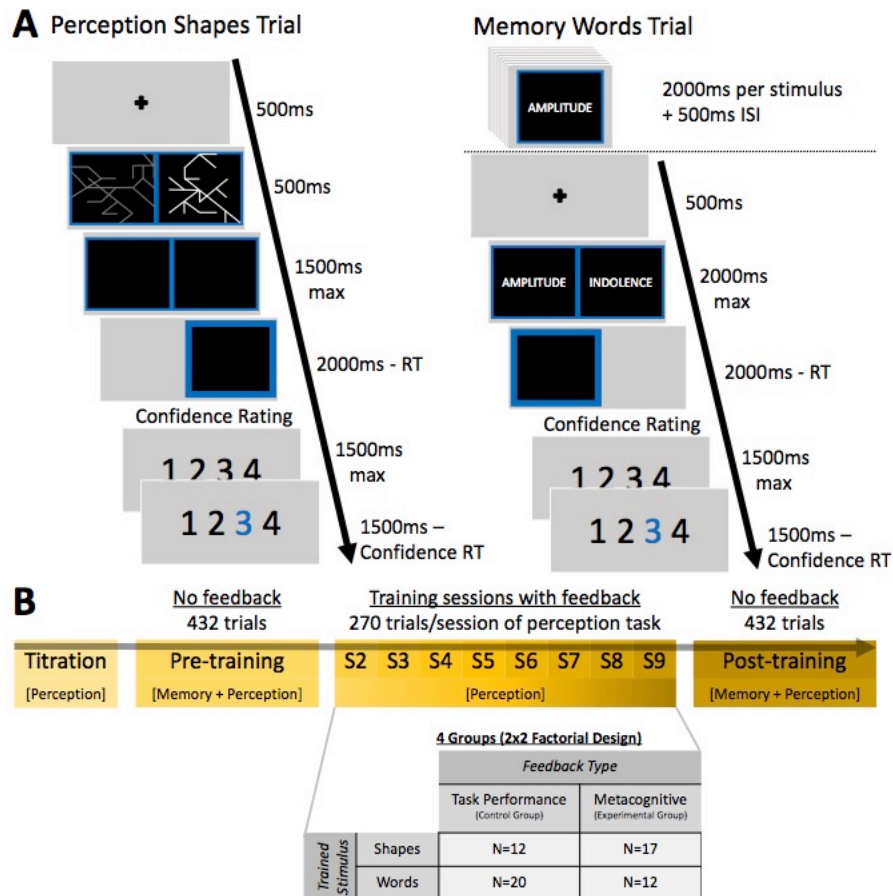 A Perception Shapes Trial
500ms
500ms
1500ms
max
2000ms - RT
Confidence Rating
1 2 3 4
1500ms
max
1 2 3 4
1500ms –
Confidence RT
Memory Words Trial
AMPLITUDE
2000ms per stimulus
+ 500ms ISI
500ms
AMPLITUDE INDOLENCE
2000ms
max
2000ms - RT
Confidence Rating
1 2 3 4
1500ms
max
1 2 3 4
1500ms –
Confidence RT
B
No feedback
432 trials
Training sessions with feedback
270 trials/session of perception task
No feedback
432 trials
Titration
[Perception]
Pre-training
[Memory + Perception]
S2 S3 S4 S5 S6 S7 S8 S9
[Perception]
Post-training
[Memory + Perception]
4 Groups (2x2 Factorial Design)
Feedback Type
Task Performance
(Control Group)
Metacognitive
(Experimental Group)
Trained
Stimulus
Shapes N=12 N=17
Words N=20 N=12